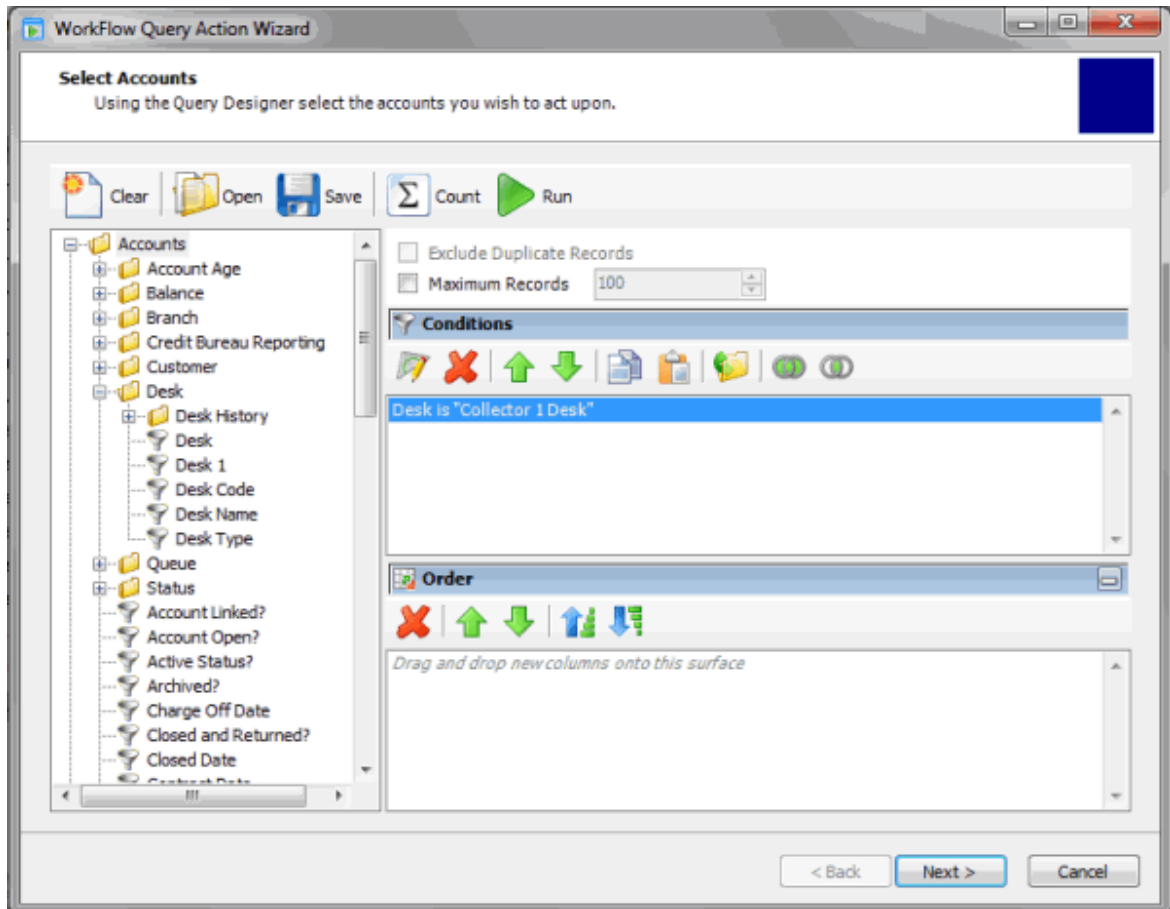 WorkFlow Query Action Wizard
Select Accounts
Using the Query Designer select the accounts you wish to act upon.
Clear Open Save Σ Count Run
Accounts
Account Age
Balance
Branch
Credit Bureau Reporting
Customer
Desk
Desk History
Desk
Desk 1
Desk Code
Desk Name
Desk Type
Queue
Status
Account Linked?
Account Open?
Active Status?
Archived?
Charge Off Date
Closed and Returned?
Closed Date
Exclude Duplicate Records
Maximum Records 100
Conditions
Desk is "Collector 1 Desk"
Order
Drag and drop new columns onto this surface
< Back Next > Cancel